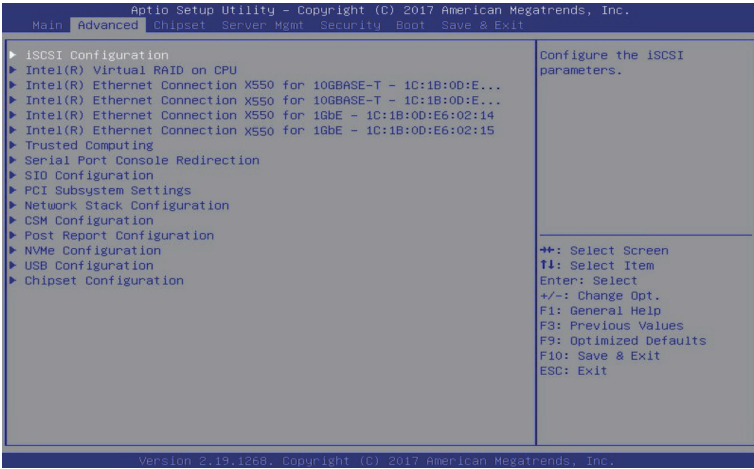 Aptio Setup Utility – Copyright (C) 2017 American Megatrends, Inc.
Main Advanced Chipset Server Mgmt Security Boot Save & Exit
▶ iSCSI Configuration
▶ Intel(R) Virtual RAID on CPU
▶ Intel(R) Ethernet Connection X550 for 10GBASE-T – 1C:1B:0D:E...
▶ Intel(R) Ethernet Connection X550 for 10GBASE-T – 1C:1B:0D:E...
▶ Intel(R) Ethernet Connection X550 for 1GbE – 1C:1B:0D:E6:02:14
▶ Intel(R) Ethernet Connection X550 for 1GbE – 1C:1B:0D:E6:02:15
▶ Trusted Computing
▶ Serial Port Console Redirection
▶ SIO Configuration
▶ PCI Subsystem Settings
▶ Network Stack Configuration
▶ CSM Configuration
▶ Post Report Configuration
▶ NVMe Configuration
▶ USB Configuration
▶ Chipset Configuration
Configure the iSCSI
parameters.
→←: Select Screen
↑↓: Select Item
Enter: Select
+/-: Change Opt.
F1: General Help
F3: Previous Values
F9: Optimized Defaults
F10: Save & Exit
ESC: Exit
Version 2.19.1268. Copyright (C) 2017 American Megatrends, Inc.